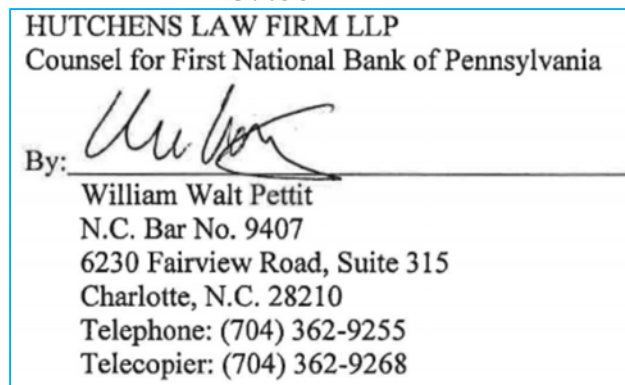 HUTCHENS LAW FIRM LLP
Counsel for First National Bank of Pennsylvania
By:
William Walt Pettit
N.C. Bar No. 9407
6230 Fairview Road, Suite 315
Charlotte, N.C. 28210
Telephone: (704) 362-9255
Telecopier: (704) 362-9268